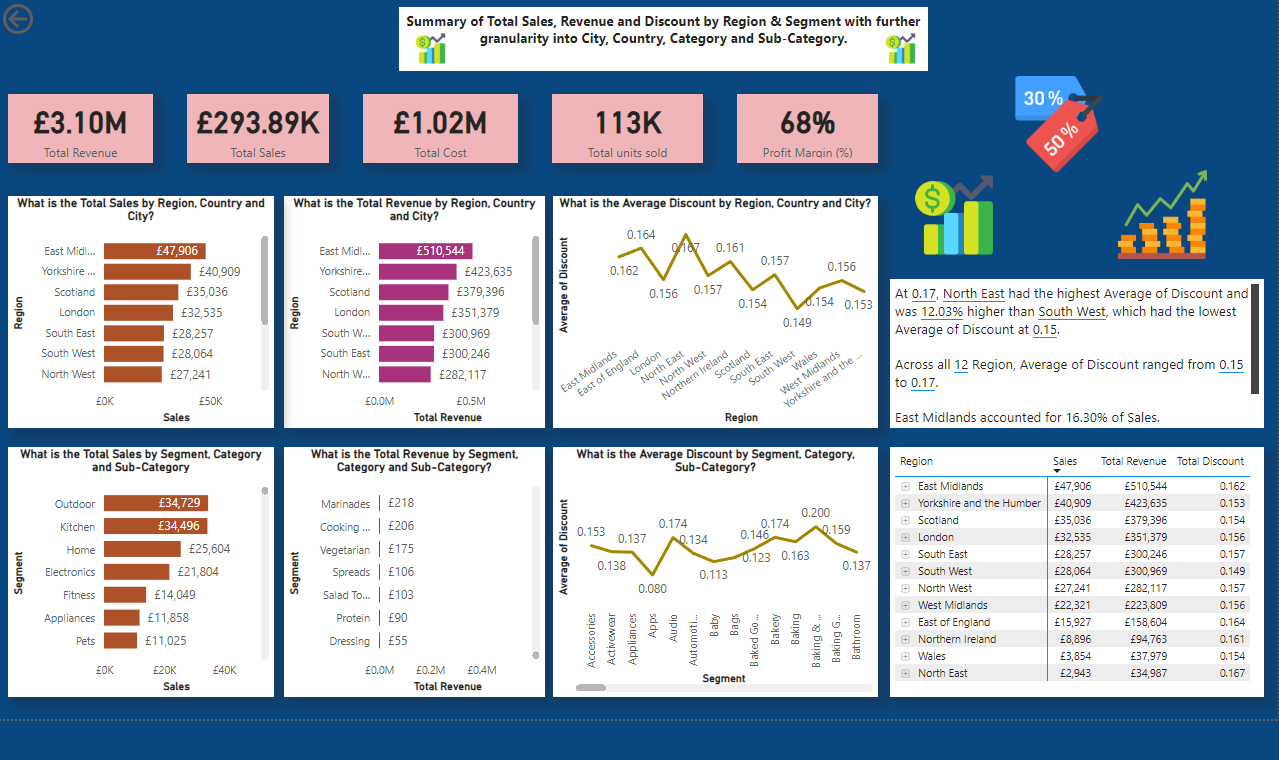 Summary of Total Sales, Revenue and Discount by Region & Segment with further
granularity into City, Country, Category and Sub-Category.
30%
50%
£3.10M
Total Revenue
£293.89K
Total Sales
£1.02M
Total Cost
113K
Total units sold
68%
Profit Margin (%)
What is the Total Sales by Region, Country and
City?
Region
East Midl... £47,906
Yorkshire ... £40,909
Scotland £35,036
London £32,535
South East £28,257
South West £28,064
North West £27,241
£0K £50K
Sales
What is the Total Revenue by Region, Country
and City?
Region
East Midl... £510,544
Yorkshire... £423,635
Scotland £379,396
London £351,379
South W... £300,969
South East £300,246
North W... £282,117
£0.0M £0.5M
Total Revenue
What is the Average Discount by Region, Country and City?
Average of Discount
0.162
0.164
0.156
0.167
0.157
0.161
0.154
0.157
0.149
0.154
0.156
0.153
East Midlands
East of England
London
North East
North West
Northern Ireland
Scotland
South East
South West
Wales
West Midlands
Yorkshire and the ...
Region
At 0.17, North East had the highest Average of Discount and
was 12.03% higher than South West, which had the lowest
Average of Discount at 0.15.
Across all 12 Region, Average of Discount ranged from 0.15
to 0.17.
East Midlands accounted for 16.30% of Sales.
What is the Total Sales by Segment, Category
and Sub-Category
Segment
Outdoor £34,729
Kitchen £34,496
Home £25,604
Electronics £21,804
Fitness £14,049
Appliances £11,858
Pets £11,025
£0K £20K £40K
Sales
What is the Total Revenue by Segment,
Category and Sub-Category?
Segment
Marinades £218
Cooking ... £206
Vegetarian £175
Spreads £106
Salad To... £103
Protein £90
Dressing £55
£0.0M £0.2M £0.4M
Total Revenue
What is the Average Discount by Segment, Category,
Sub-Category?
Average of Discount
0.153
0.138
0.137
0.080
0.174
0.134
0.113
0.123
0.146
0.174
0.163
0.200
0.159
0.137
Accessories
Activewear
Appliances
Apps
Audio
Automoti...
Baby
Bags
Baked Go...
Bakery
Baking
Baking & ...
Baking G...
Bathroom
Segment
Region Sales Total Revenue Total Discount
East Midlands £47,906 £510,544 0.162
Yorkshire and the Humber £40,909 £423,635 0.153
Scotland £35,036 £379,396 0.154
London £32,535 £351,379 0.156
South East £28,257 £300,246 0.157
South West £28,064 £300,969 0.149
North West £27,241 £282,117 0.157
West Midlands £22,321 £223,809 0.156
East of England £15,927 £158,604 0.164
Northern Ireland £8,896 £94,763 0.161
Wales £3,854 £37,979 0.154
North East £2,943 £34,987 0.167